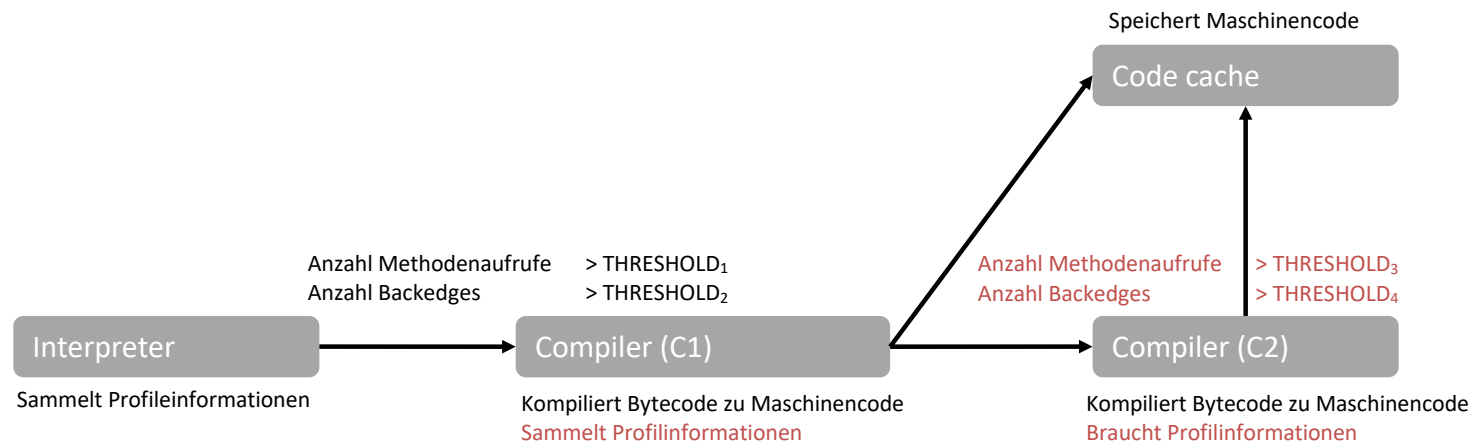 Speichert Maschinencode
Code cache
Anzahl Methodenaufrufe > THRESHOLD₁
Anzahl Backedges > THRESHOLD₂
Anzahl Methodenaufrufe > THRESHOLD₃
Anzahl Backedges > THRESHOLD₄
Interpreter
Compiler (C1)
Compiler (C2)
Sammelt Profileinformationen
Kompiliert Bytecode zu Maschinencode
Sammelt Profilinformationen
Kompiliert Bytecode zu Maschinencode
Braucht Profilinformationen